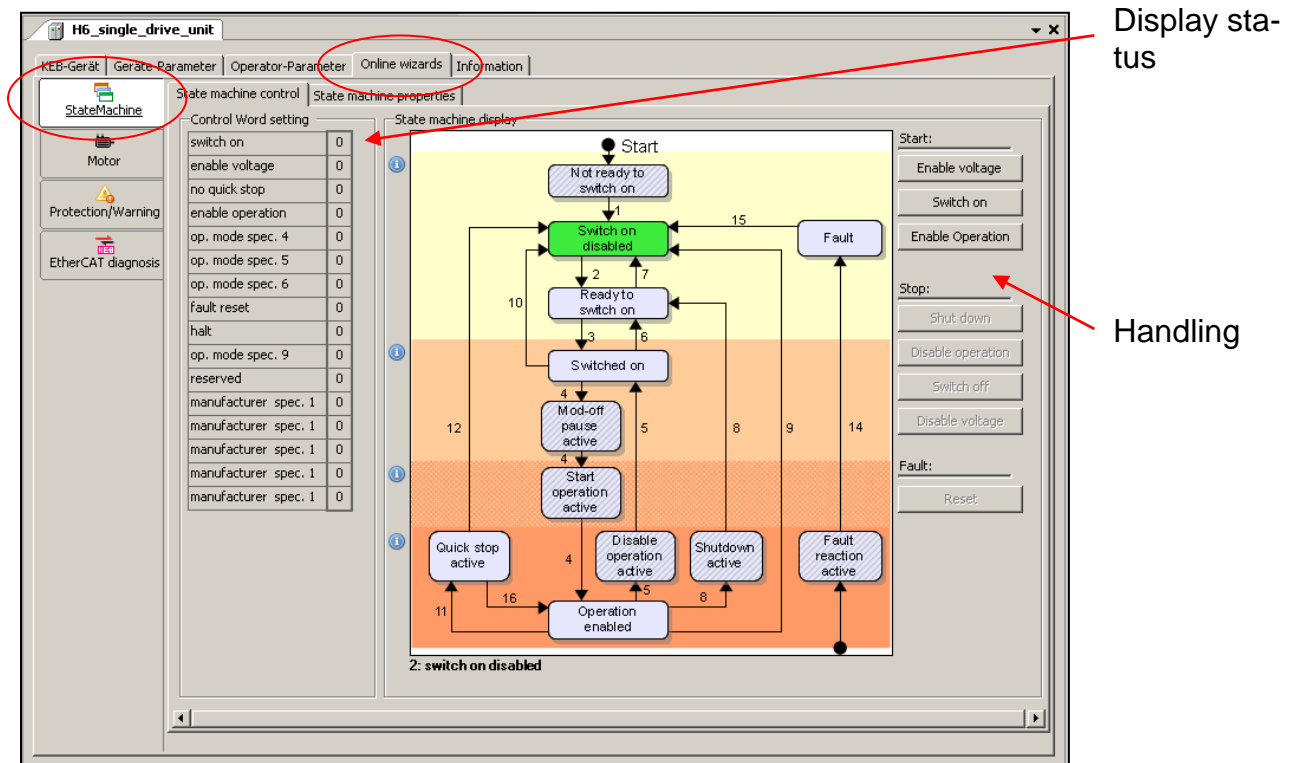 H6_single_drive_unit
KEB-Gerät
Geräte-Parameter
Operator-Parameter
Online wizards
Information
Display sta-
tus
StateMachine
Motor
Protection/Warning
KEB
EtherCAT diagnosis
State machine control
State machine properties
Control Word setting
switch on 0
enable voltage 0
no quick stop 0
enable operation 0
op. mode spec. 4 0
op. mode spec. 5 0
op. mode spec. 6 0
fault reset 0
halt 0
op. mode spec. 9 0
reserved 0
manufacturer spec. 1 0
manufacturer spec. 1 0
manufacturer spec. 1 0
manufacturer spec. 1 0
manufacturer spec. 1 0
State machine display
Start
Not ready to
switch on
1
15
Switch on
disabled
Fault
2
7
10
Ready to
switch on
3
6
Switched on
4
Mod-off
pause
active
12
5
8
9
14
4
Start
operation
active
Quick stop
active
4
Disable
operation
active
Shutdown
active
Fault
reaction
active
11
16
5
8
Operation
enabled
2: switch on disabled
Start:
Enable voltage
Switch on
Enable Operation
Stop:
Shut down
Disable operation
Switch off
Disable voltage
Fault:
Reset
Handling